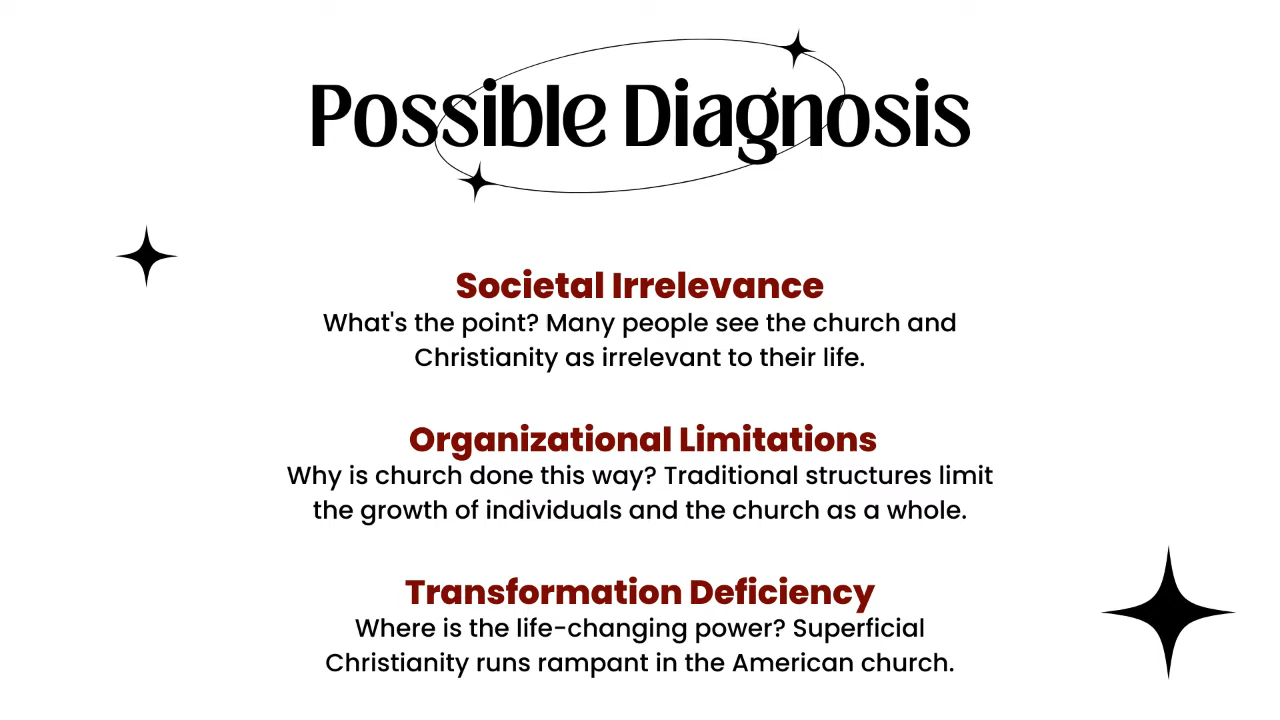 Possible Diagnosis
Societal Irrelevance
What's the point? Many people see the church and
Christianity as irrelevant to their life.
Organizational Limitations
Why is church done this way? Traditional structures limit
the growth of individuals and the church as a whole.
Transformation Deficiency
Where is the life-changing power? Superficial
Christianity runs rampant in the American church.